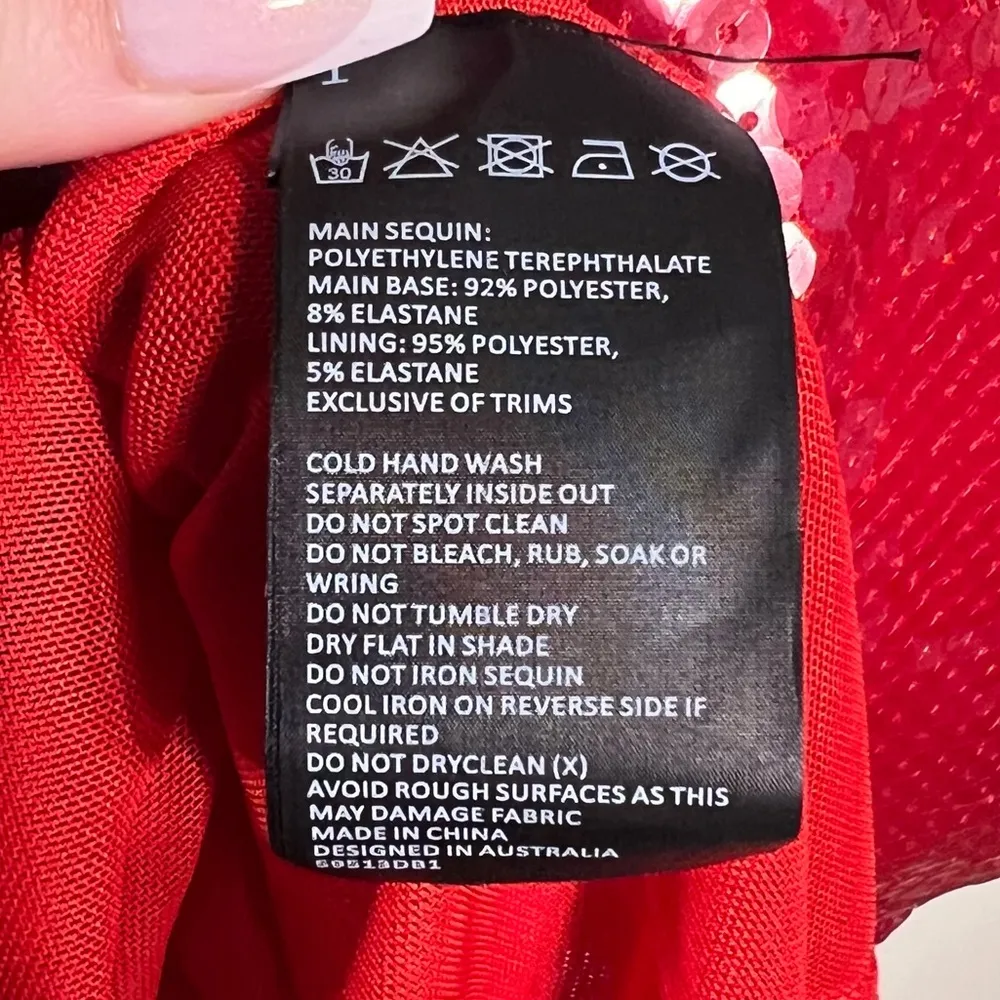 1
30
MAIN SEQUIN:
POLYETHYLENE TEREPHTHALATE
MAIN BASE: 92% POLYESTER,
8% ELASTANE
LINING: 95% POLYESTER,
5% ELASTANE
EXCLUSIVE OF TRIMS
COLD HAND WASH
SEPARATELY INSIDE OUT
DO NOT SPOT CLEAN
DO NOT BLEACH, RUB, SOAK OR
WRING
DO NOT TUMBLE DRY
DRY FLAT IN SHADE
DO NOT IRON SEQUIN
COOL IRON ON REVERSE SIDE IF
REQUIRED
DO NOT DRYCLEAN (X)
AVOID ROUGH SURFACES AS THIS
MAY DAMAGE FABRIC
MADE IN CHINA
DESIGNED IN AUSTRALIA